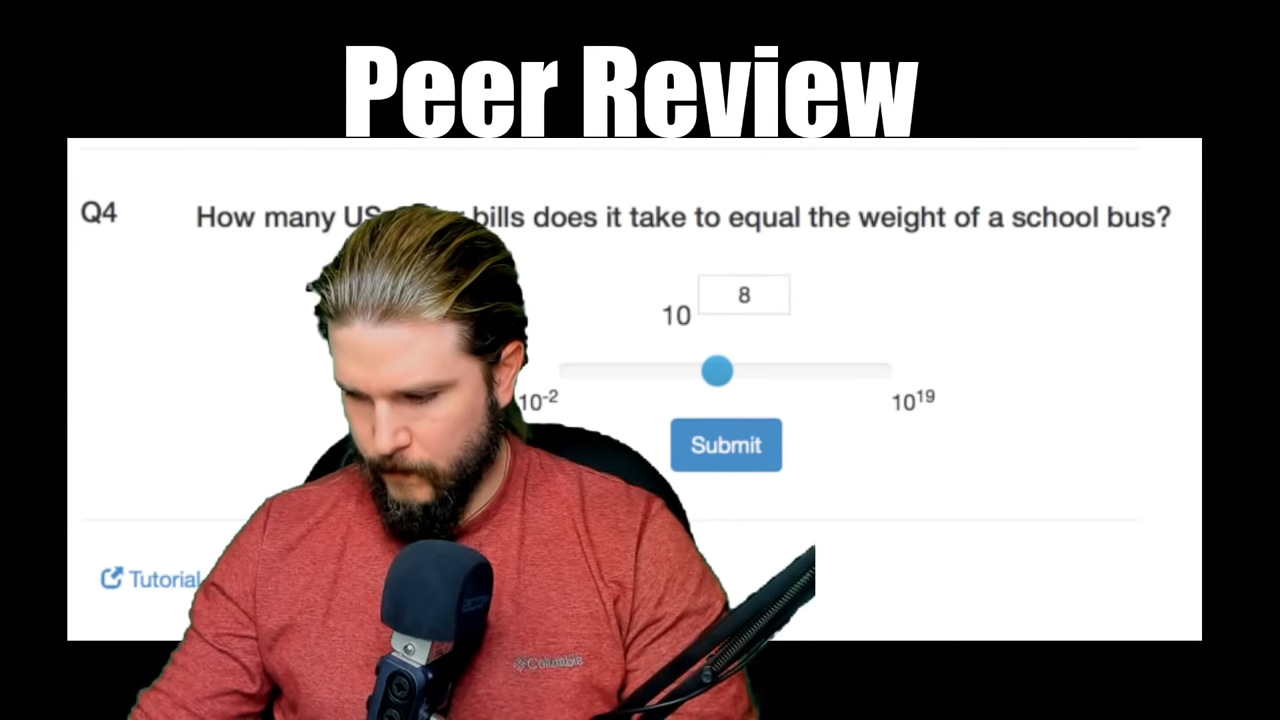 Peer Review
Q4
How many US bills does it take to equal the weight of a school bus?
8
10
10-2
1019
Submit
Tutorial
Columbia